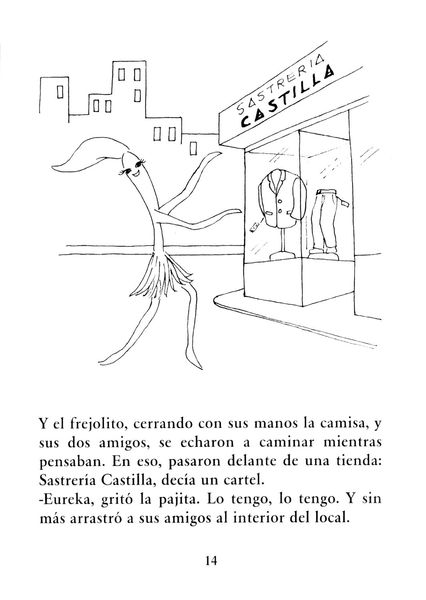 SASTRERIA
CASTILLA
Y el frejolito, cerrando con sus manos la camisa, y
sus dos amigos, se echaron a caminar mientras
pensaban. En eso, pasaron delante de una tienda:
Sastrería Castilla, decía un cartel.
-Eureka, gritó la pajita. Lo tengo, lo tengo. Y sin
más arrastró a sus amigos al interior del local.
14